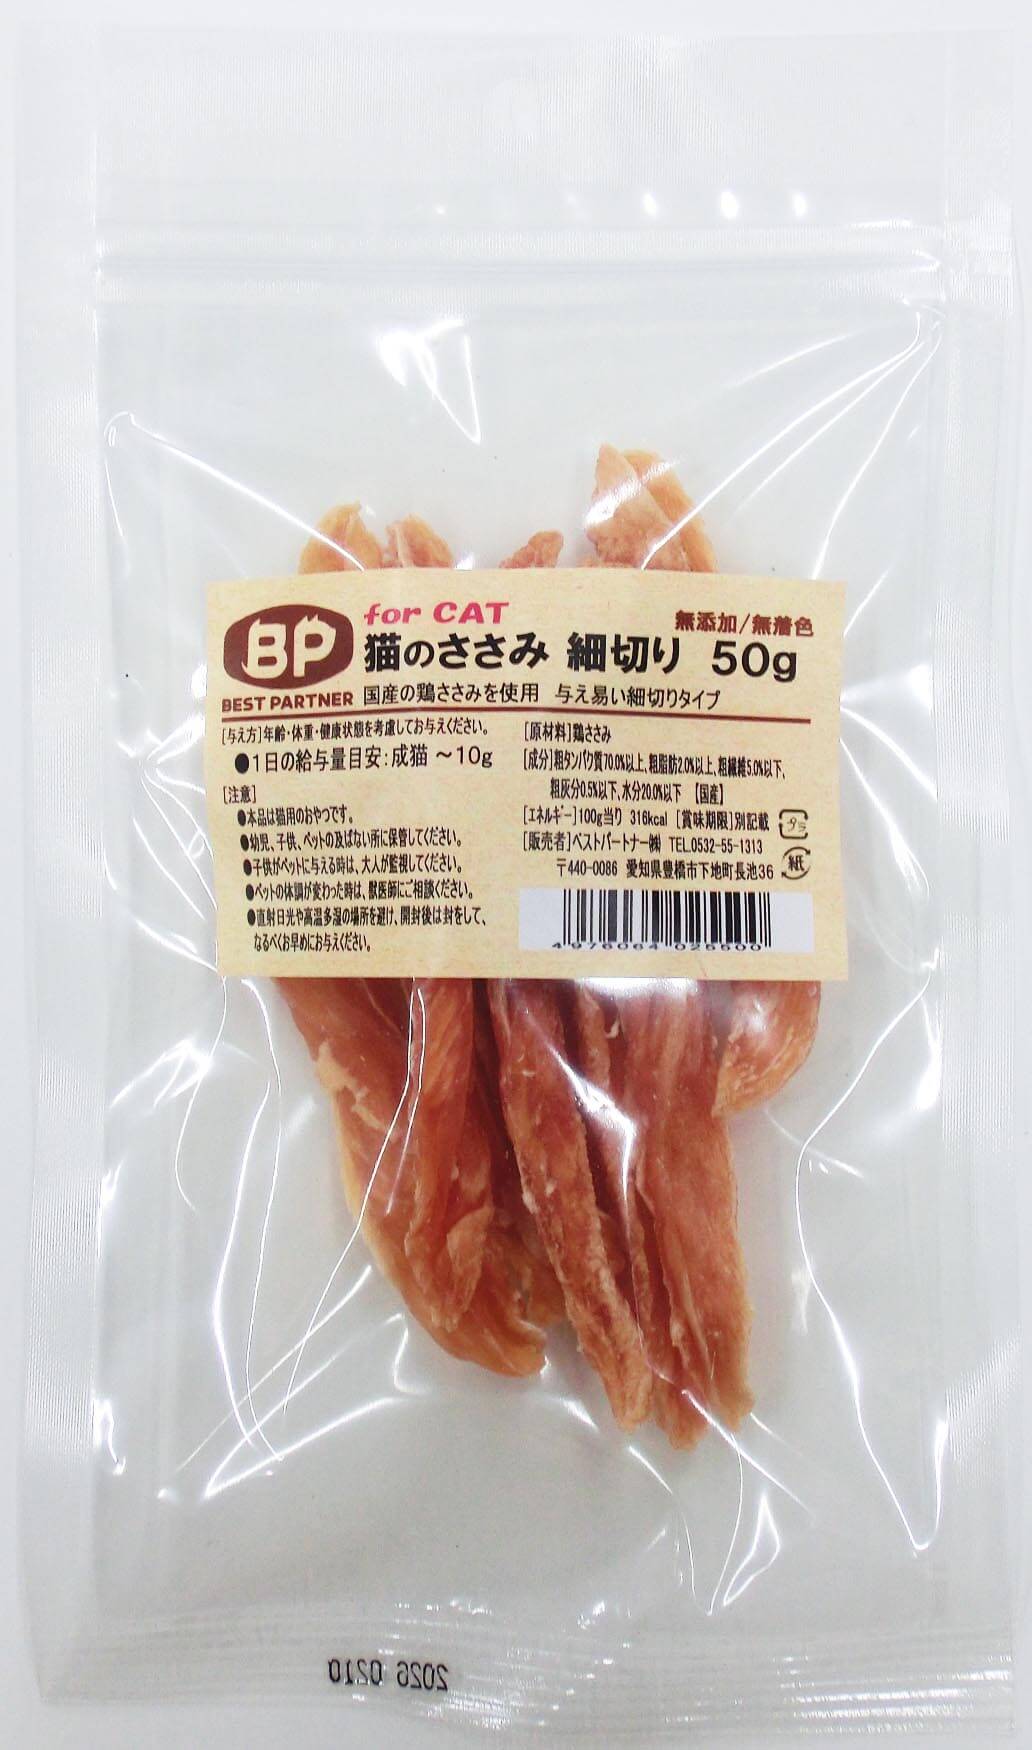 for CAT
無添加/無着色
BP
猫のささみ 細切り 50g
BEST PARTNER
国産の鶏ささみを使用 与え易い細切りタイプ
[与え方]年齢・体重・健康状態を考慮してお与えください。
●1日の給与量目安:成猫 ～10g
[注意]
●本品は猫用のおやつです。
●幼児、子供、ペットの及ばない所に保管してください。
●子供がペットに与える時は、大人が監視してください。
●ペットの体調が変わった時は、獣医師にご相談ください。
●直射日光や高温多湿の場所を避け、開封後は封をして、
なるべくお早めにお与えください。
[原材料]鶏ささみ
[成分]粗タンパク質70.0%以上、粗脂肪2.0%以上、粗繊維5.0%以下、
粗灰分0.5%以下、水分20.0%以下 【国産】
[エネルギー]100g当り 316kcal [賞味期限]別記載
プラ
[販売者]ベストパートナー㈱ TEL.0532-55-1313
紙
〒440-0086 愛知県豊橋市下地町長池36
4976064 025500
2026 0210